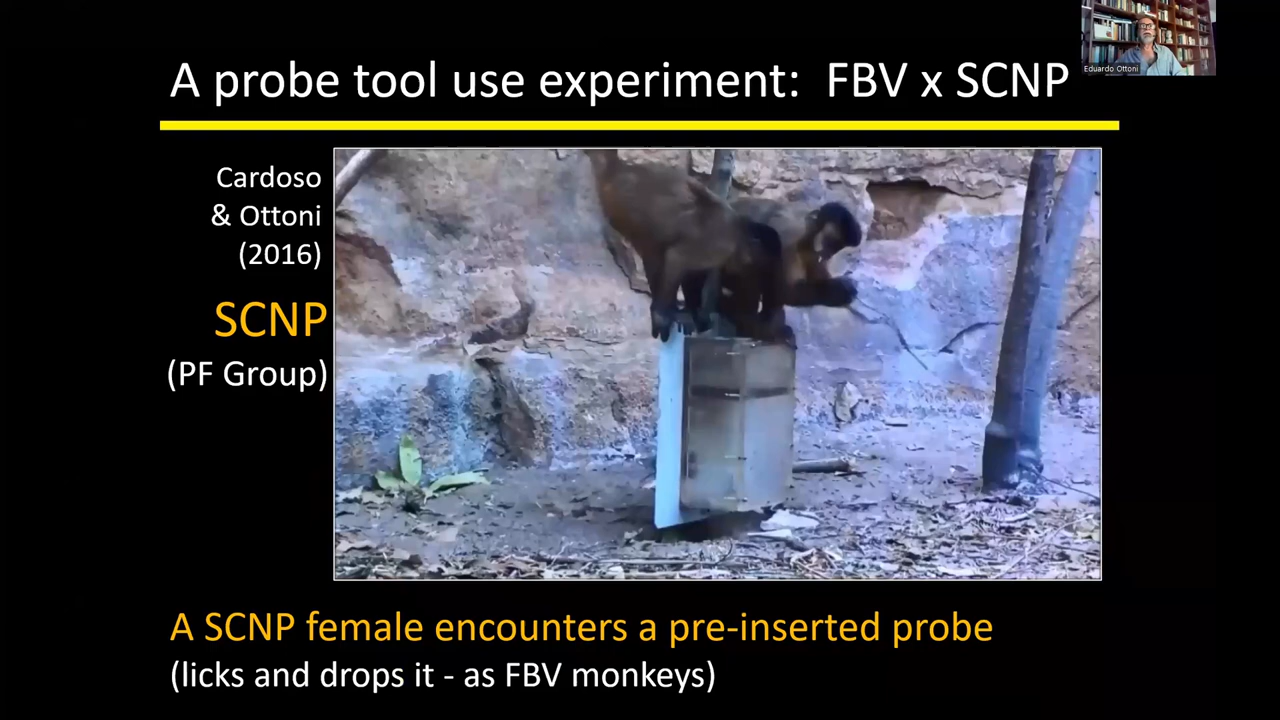 A probe tool use experiment: FBV x SCNP
Eduardo Ottoni
Cardoso
& Ottoni
(2016)
SCNP
(PF Group)
A SCNP female encounters a pre-inserted probe
(licks and drops it - as FBV monkeys)